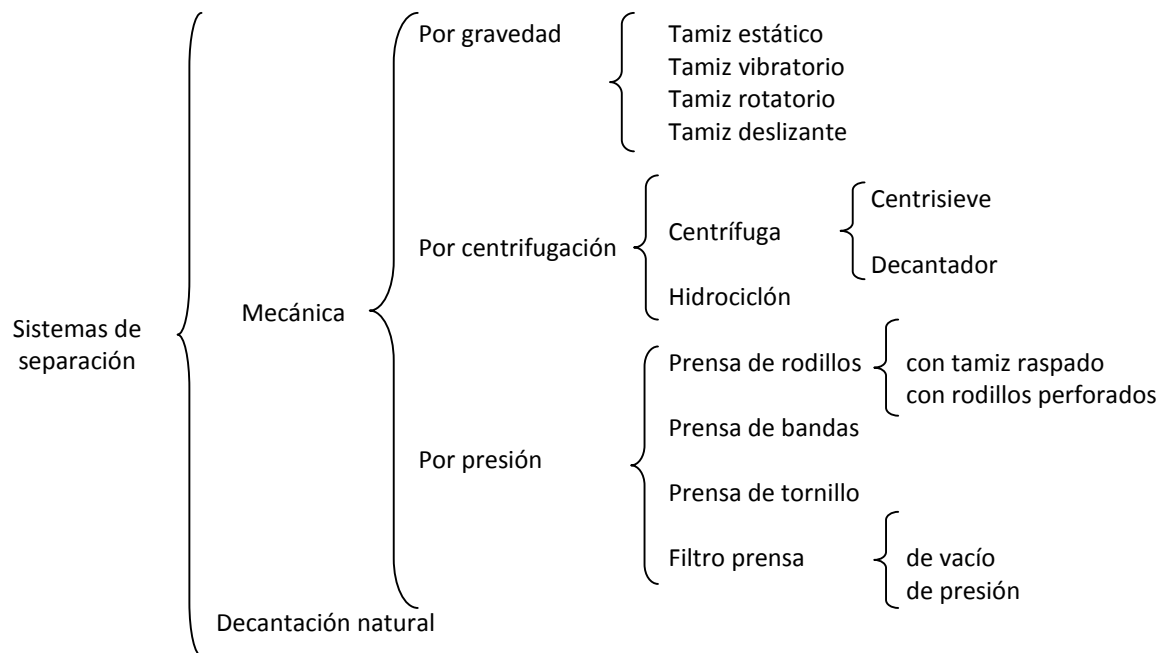 Sistemas de
separación
Mecánica
Por gravedad
Tamiz estático
Tamiz vibratorio
Tamiz rotatorio
Tamiz deslizante
Por centrifugación
Centrífuga
Centrisieve
Decantador
Hidrociclón
Por presión
Prensa de rodillos
con tamiz raspado
con rodillos perforados
Prensa de bandas
Prensa de tornillo
Filtro prensa
de vacío
de presión
Decantación natural